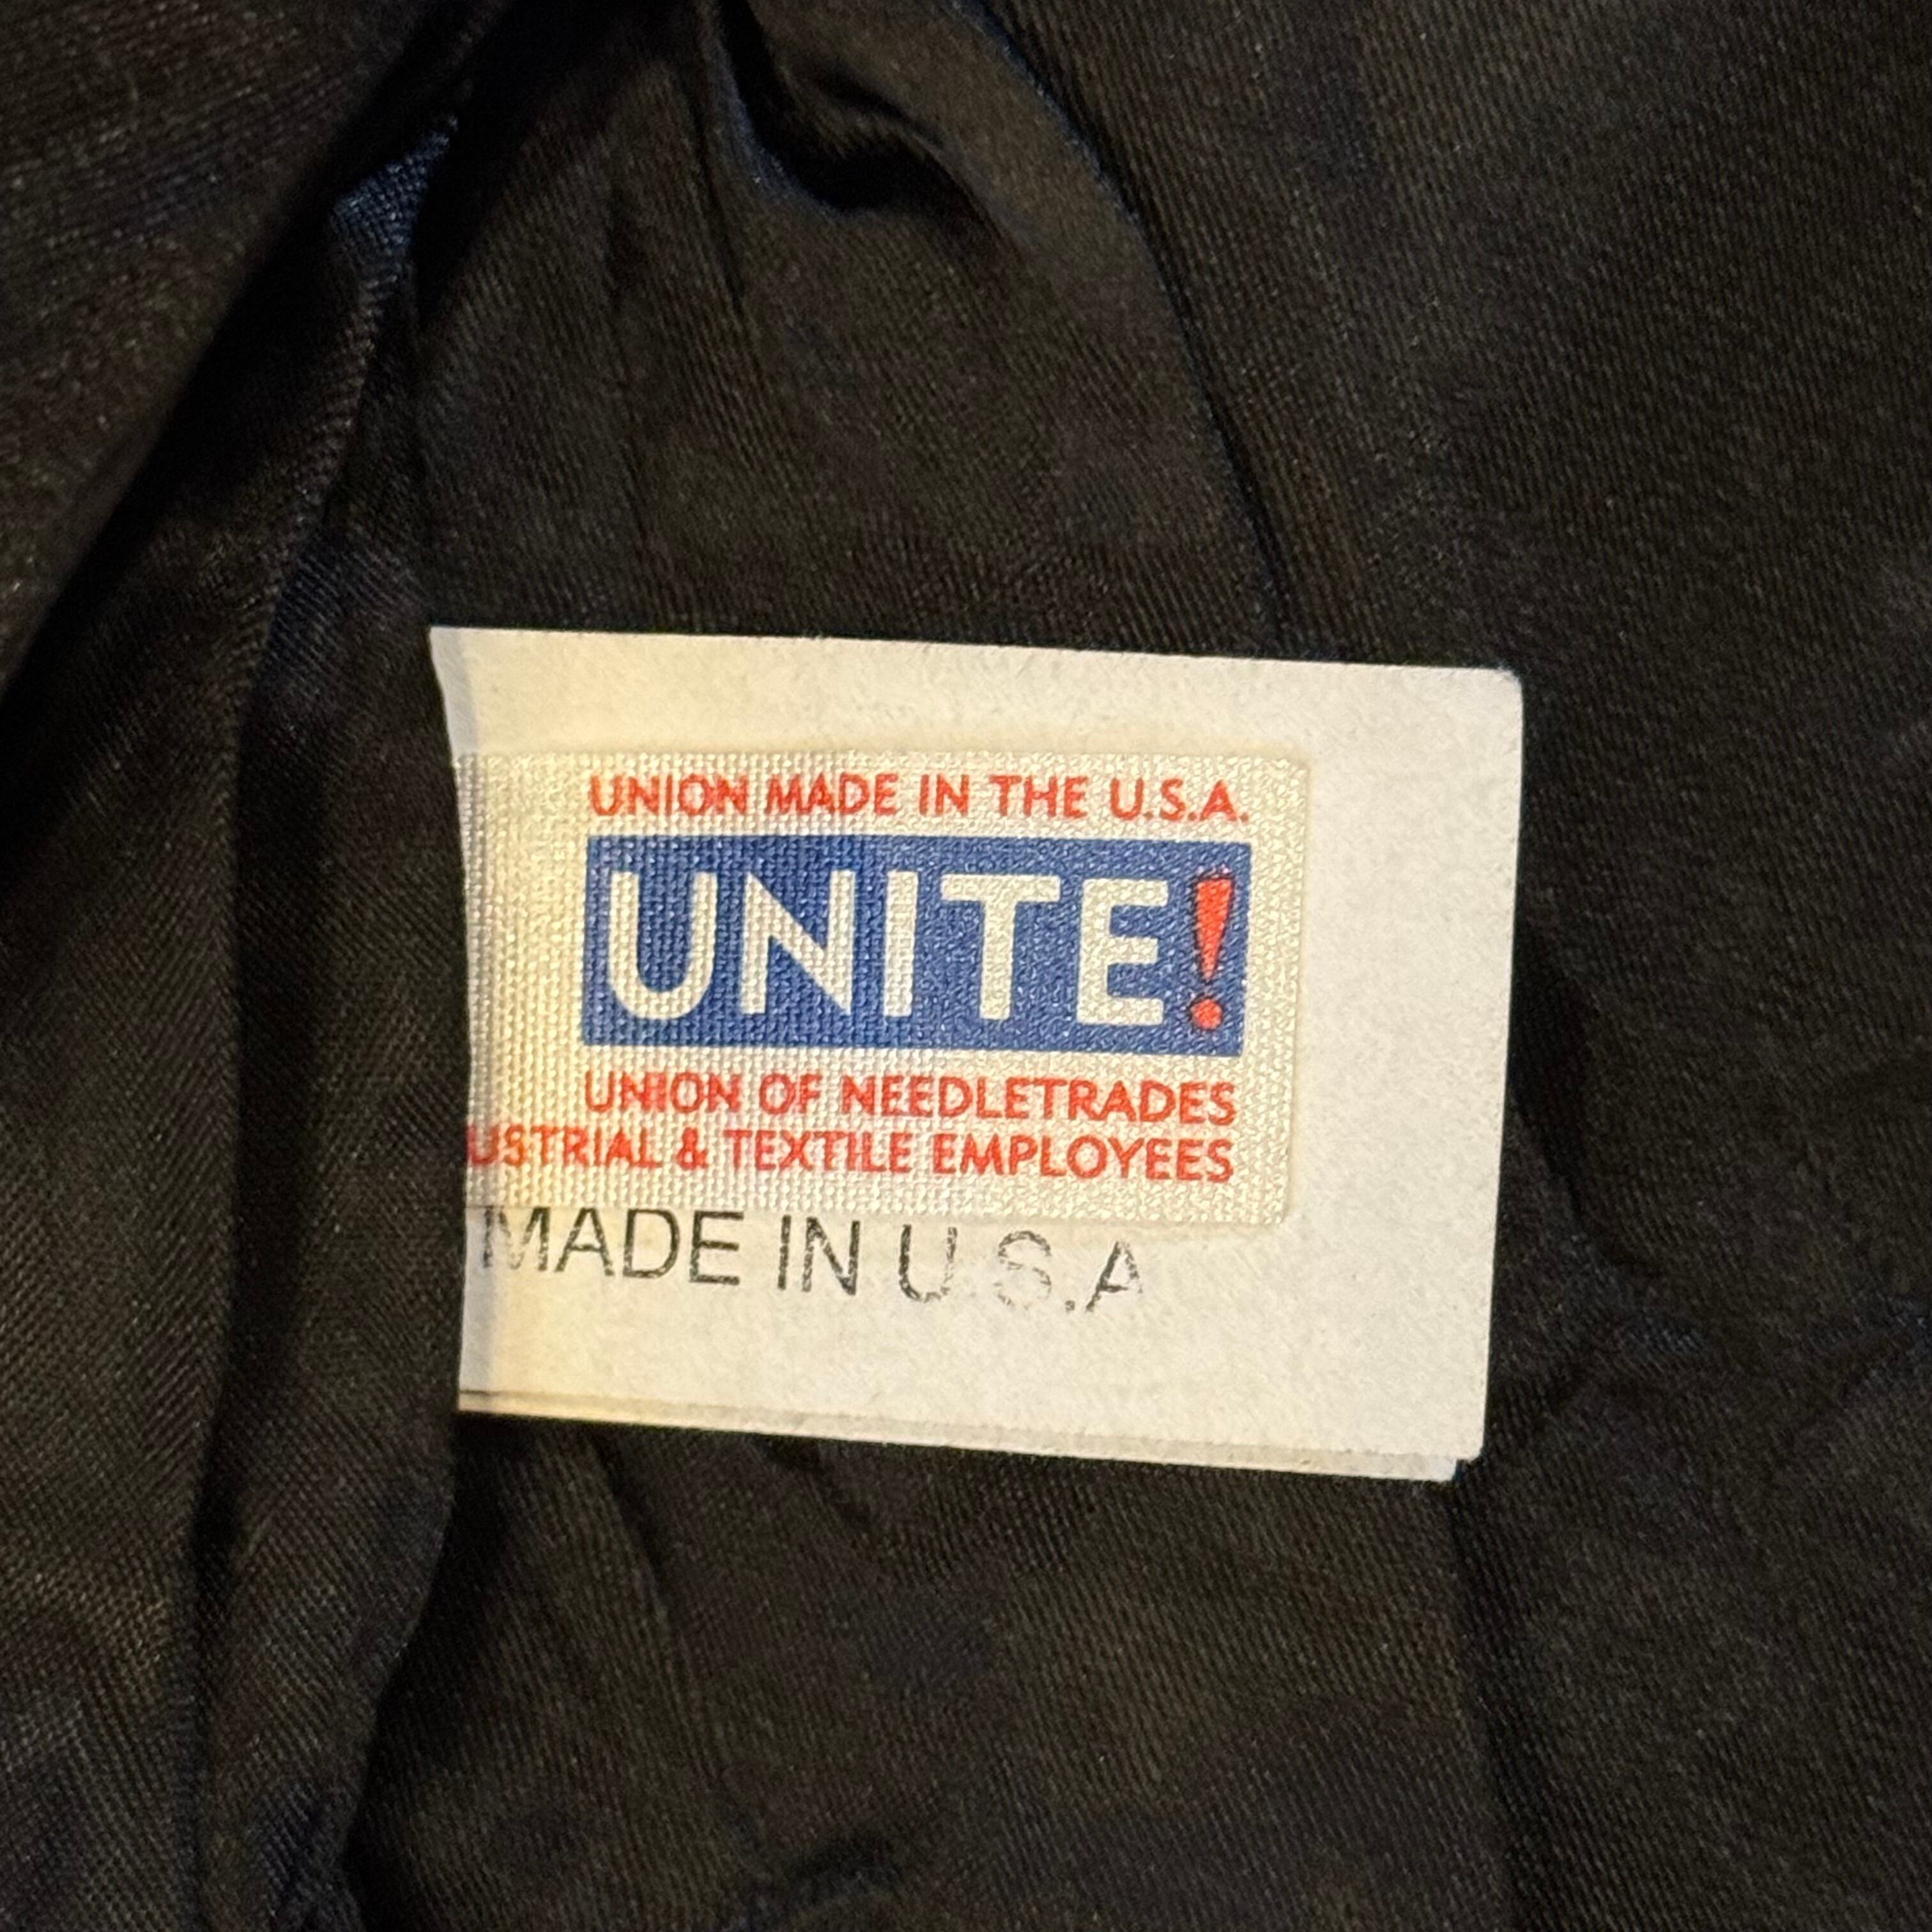 UNION MADE IN THE U.S.A.
UNITE!
UNION OF NEEDLETRADES
USTRIAL & TEXTILE EMPLOYEES
MADE IN U.S.A